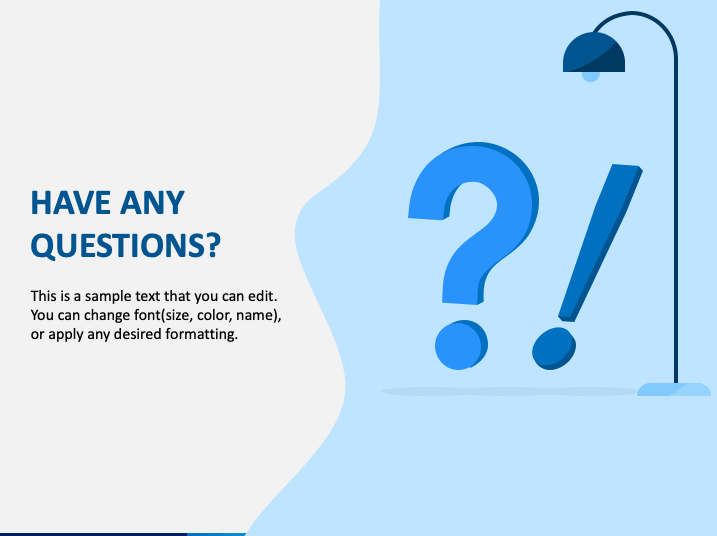 HAVE ANY
QUESTIONS?
This is a sample text that you can edit.
You can change font(size, color, name),
or apply any desired formatting.